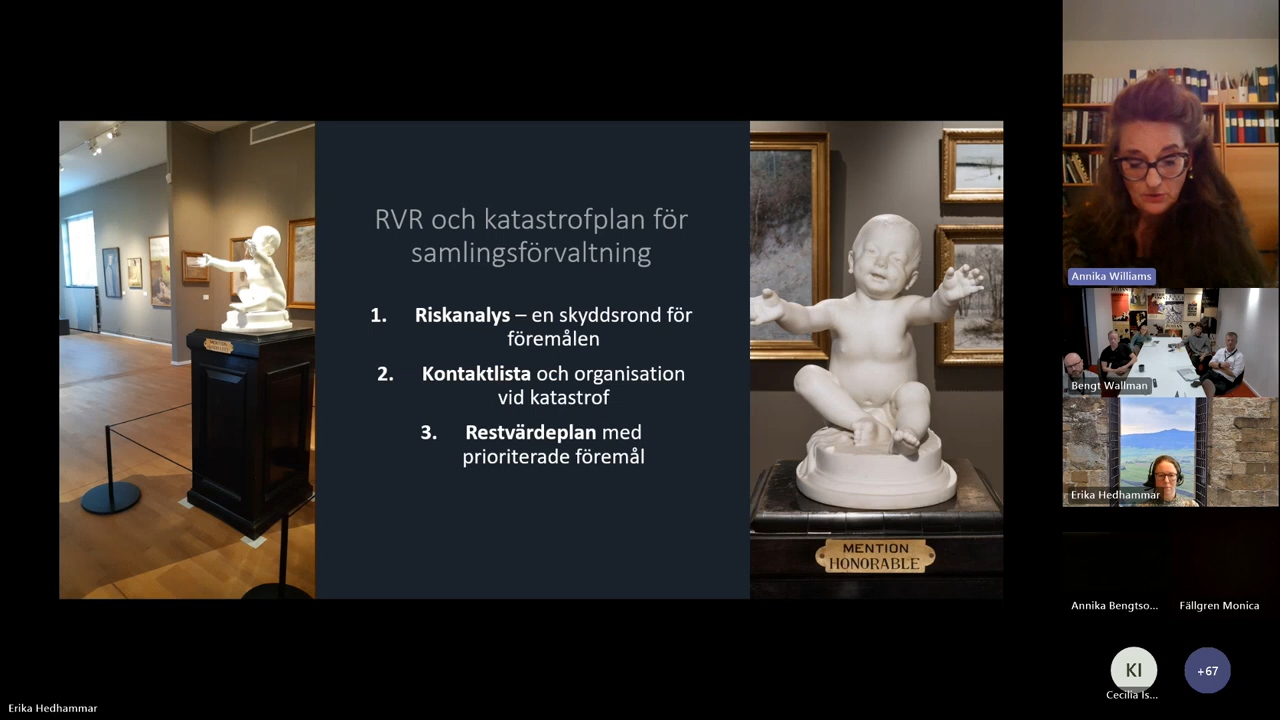 RVR och katastrofplan för
samlingsförvaltning
1. Riskanalys – en skyddsrond för
föremålen
2. Kontaktlista och organisation
vid katastrof
3. Restvärdeplan med
prioriterade föremål
MENTION
HONORABLE
Annika Williams
Bengt Wallman
Erika Hedhammar
Annika Bengtso...
Fällgren Monica
KI
Cecilia Is...
+67
Erika Hedhammar